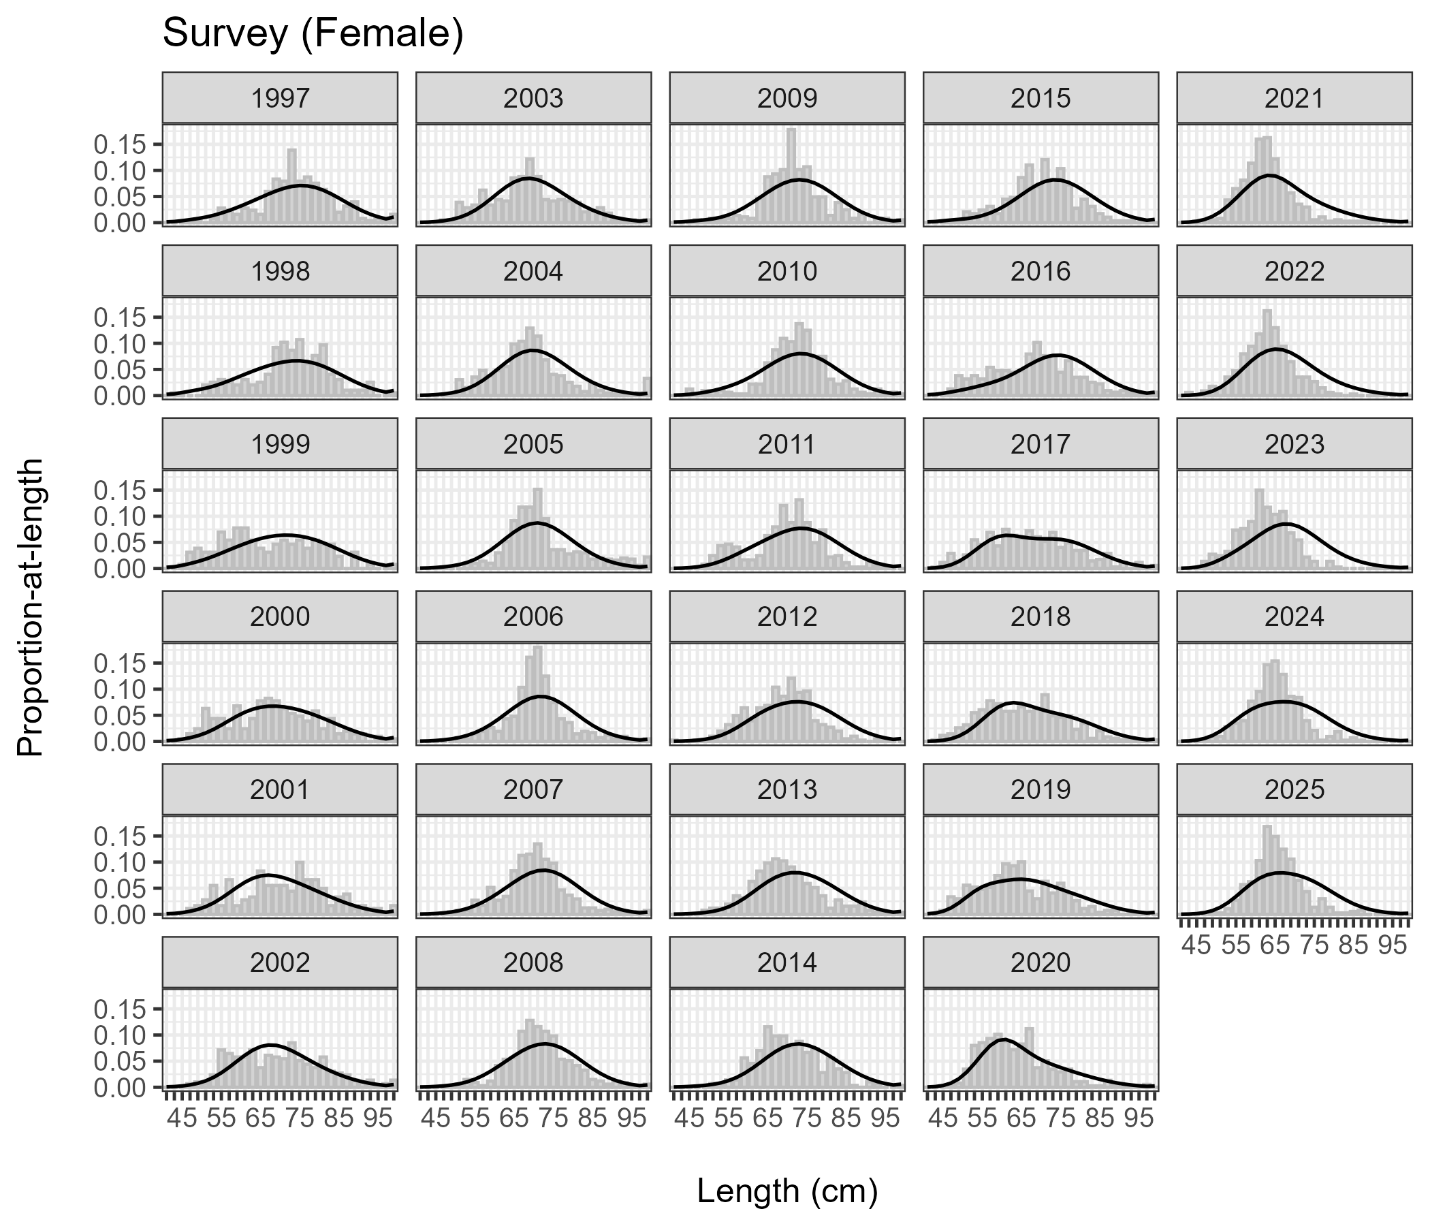 Survey (Female)
1997 2003 2009 2015 2021
0.15
0.10
0.05
0.00
1998 2004 2010 2016 2022
0.15
0.10
0.05
0.00
1999 2005 2011 2017 2023
0.15
0.10
0.05
0.00
2000 2006 2012 2018 2024
0.15
0.10
0.05
0.00
2001 2007 2013 2019 2025
0.15
0.10
0.05
0.00
45 55 65 75 85 95
2002 2008 2014 2020
0.15
0.10
0.05
0.00
45 55 65 75 85 95 45 55 65 75 85 95 45 55 65 75 85 95 45 55 65 75 85 95
Proportion-at-length
Length (cm)